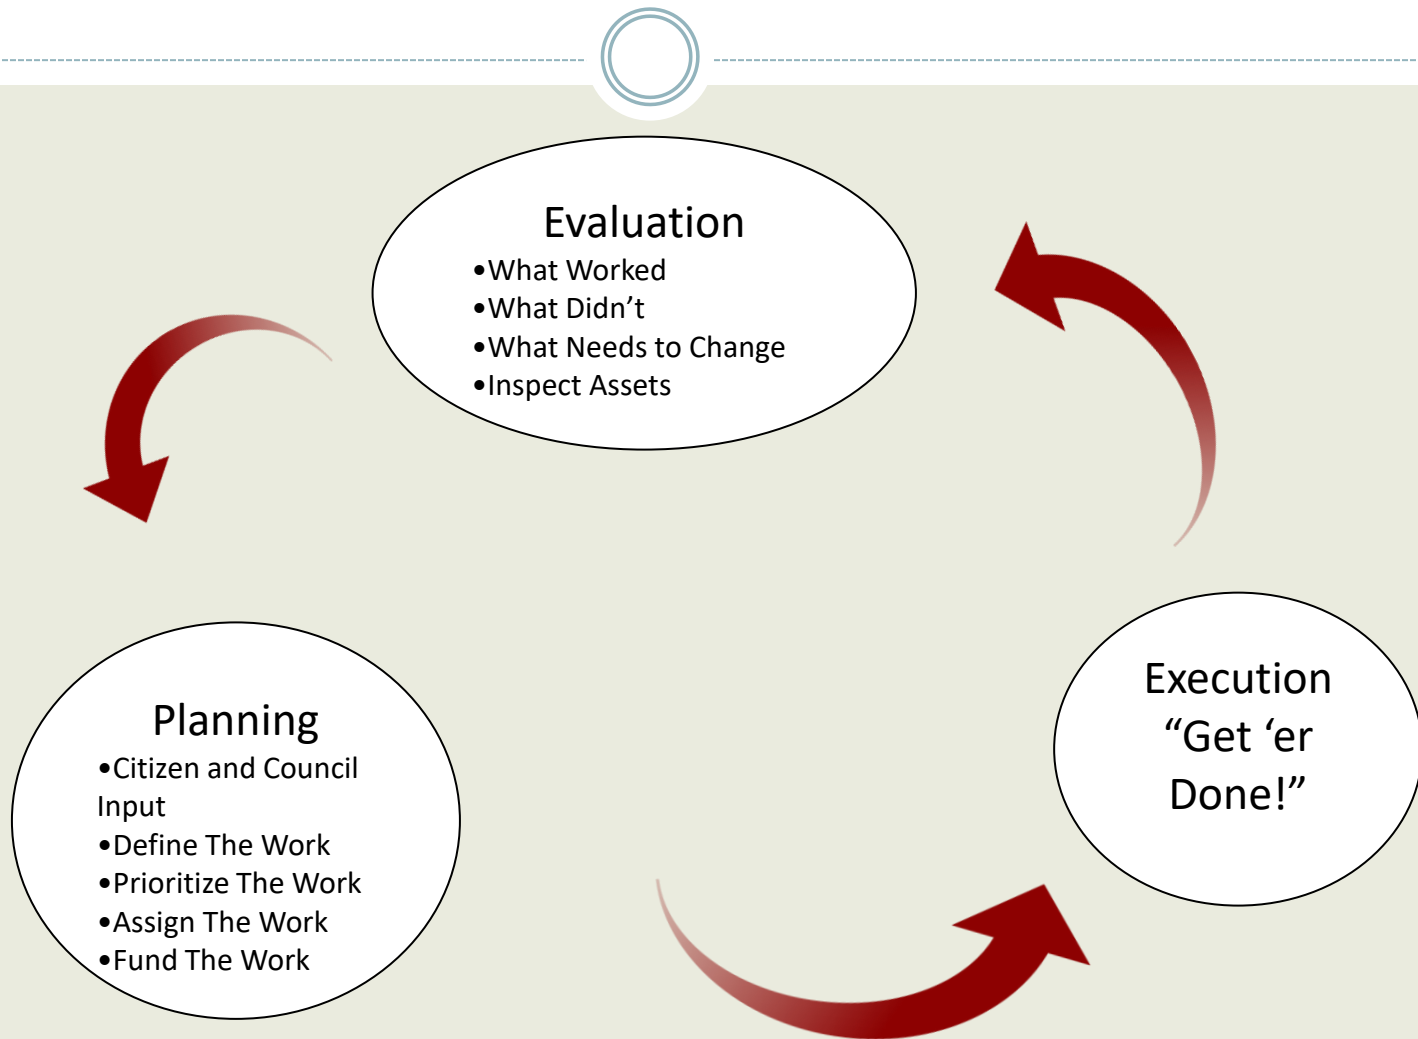 Evaluation
•What Worked
•What Didn’t
•What Needs to Change
•Inspect Assets
Planning
•Citizen and Council
Input
•Define The Work
•Prioritize The Work
•Assign The Work
•Fund The Work
Execution
“Get ‘er
Done!”